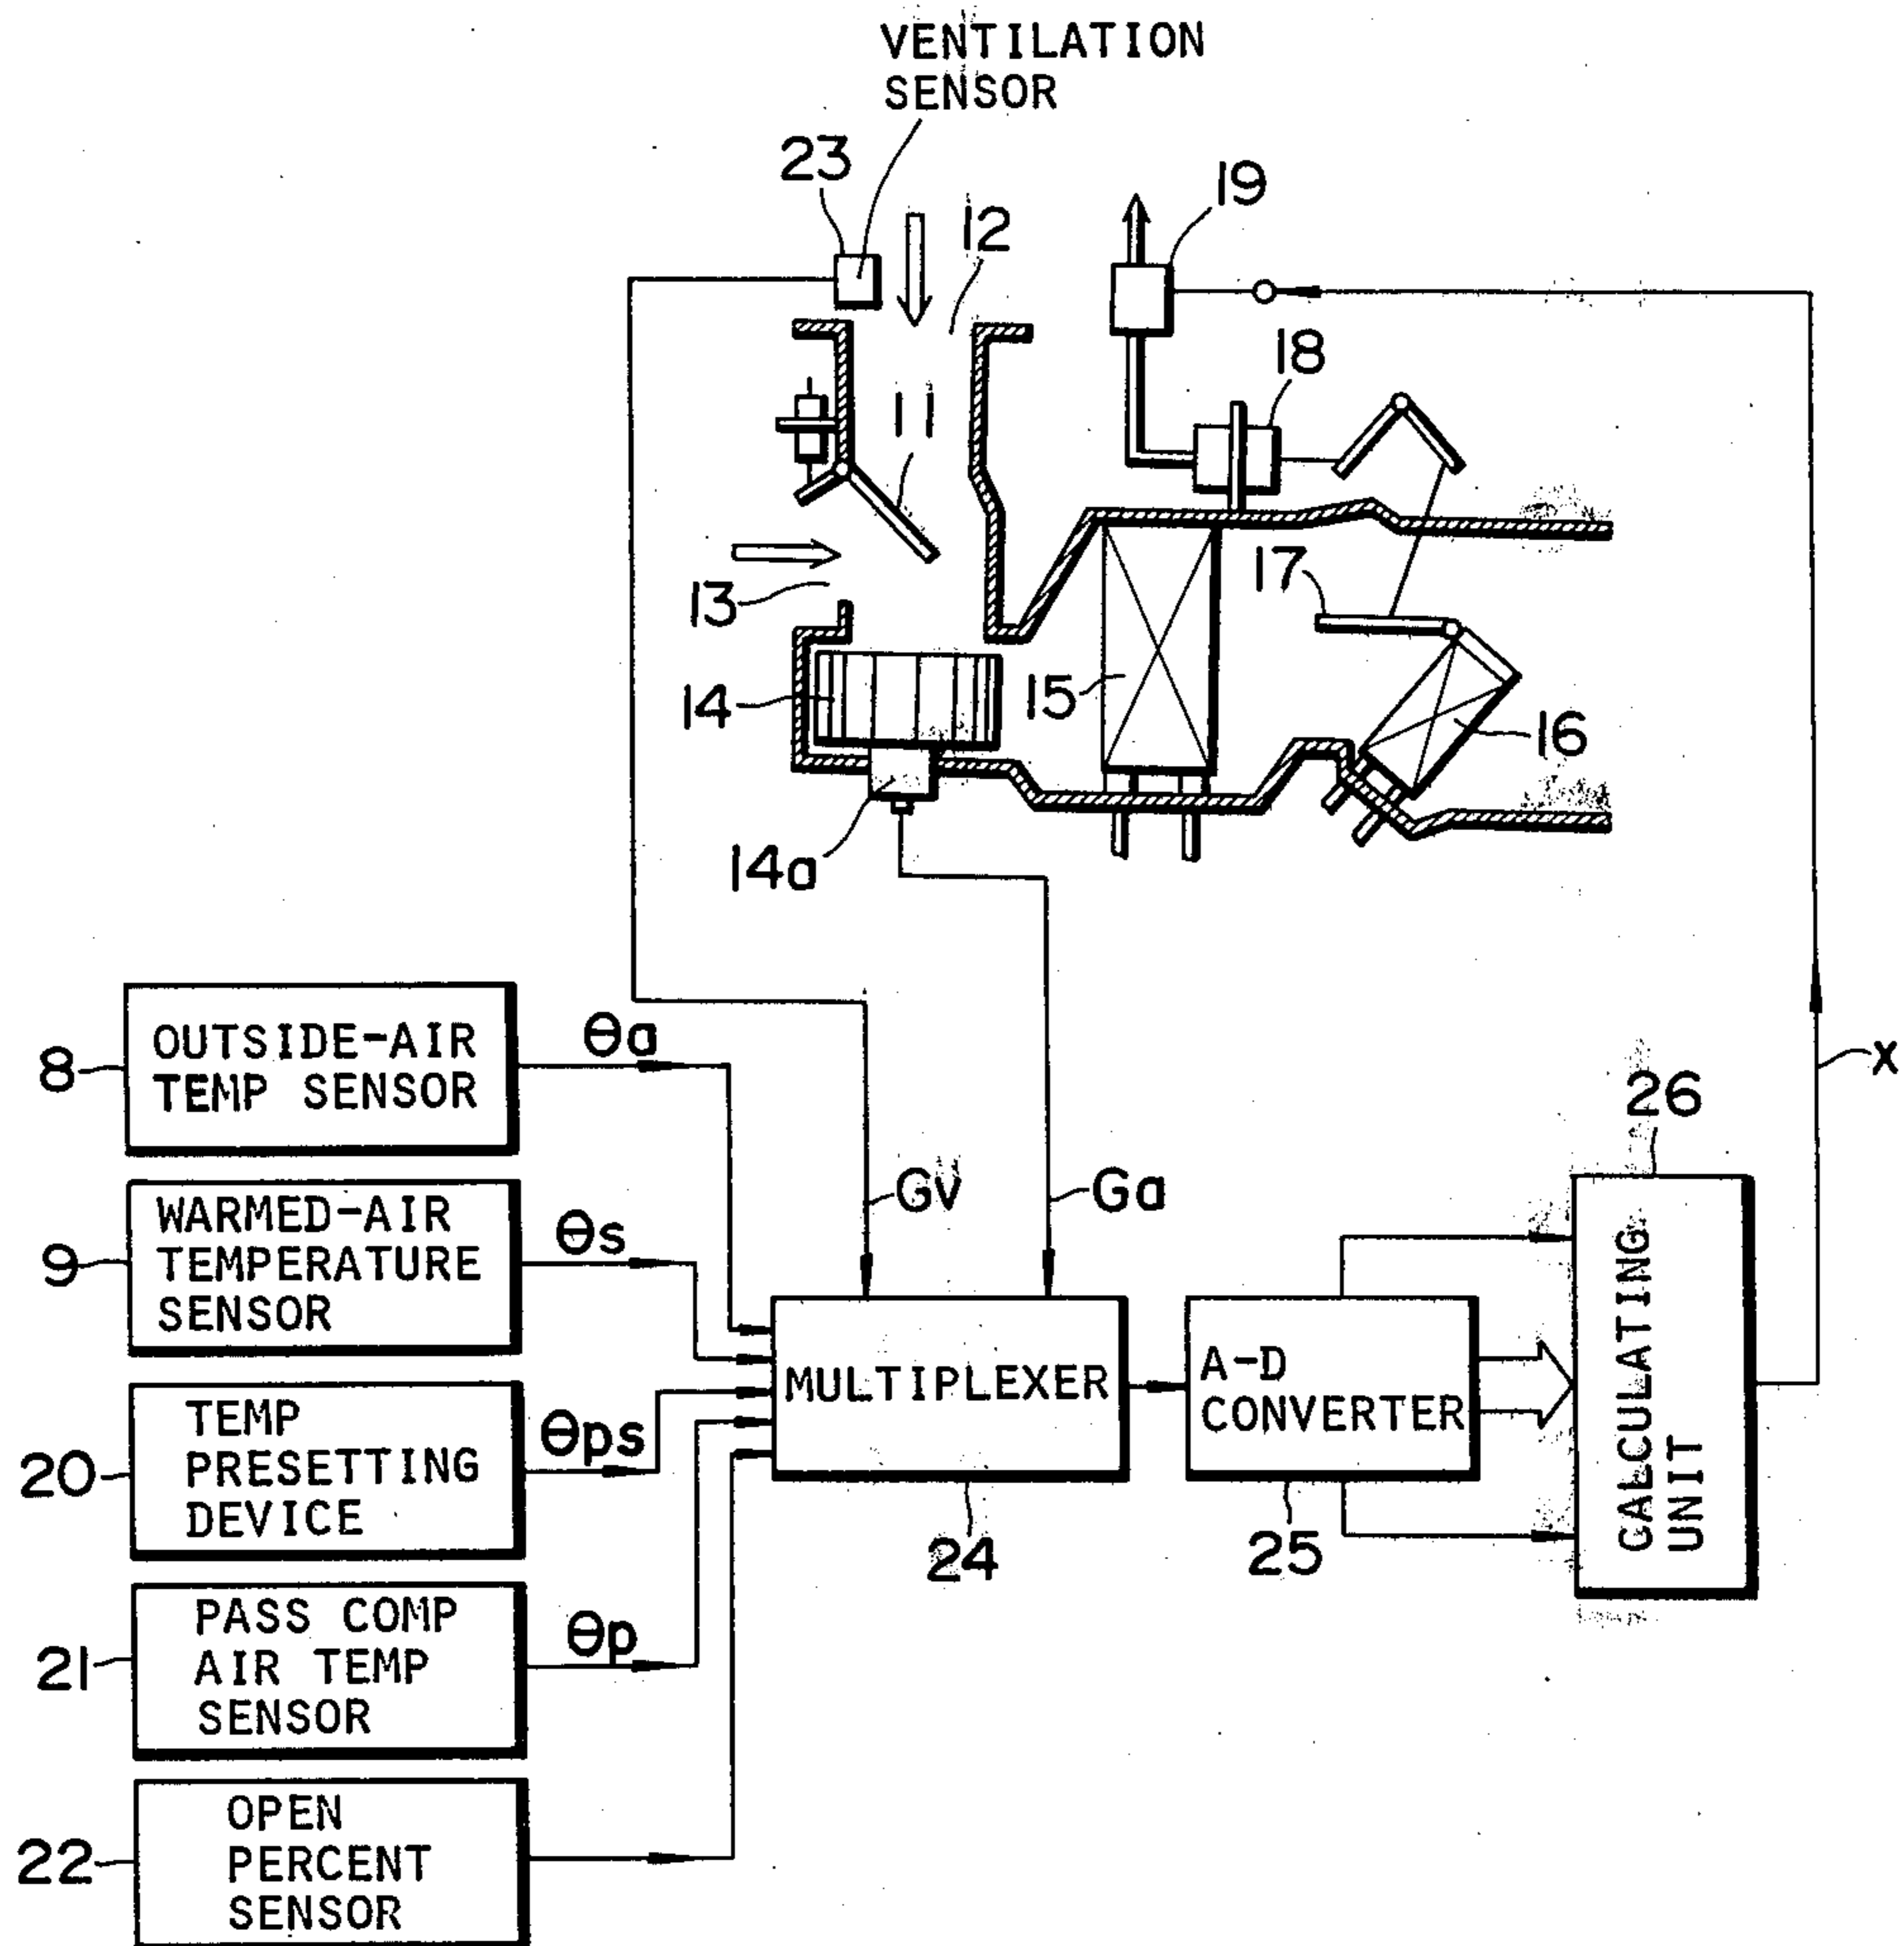 VENTILATION
SENSOR
23
12
19
18
11
17
13
14
15
16
14a
8
OUTSIDE-AIR
TEMP SENSOR
θa
x
26
9
WARMED-AIR
TEMPERATURE
SENSOR
θs
Gv
Ga
20
TEMP
PRESETTING
DEVICE
θps
MULTIPLEXER
24
A-D
CONVERTER
25
GALCULATING
UNIT
21
PASS COMP
AIR TEMP
SENSOR
θp
22
OPEN
PERCENT
SENSOR